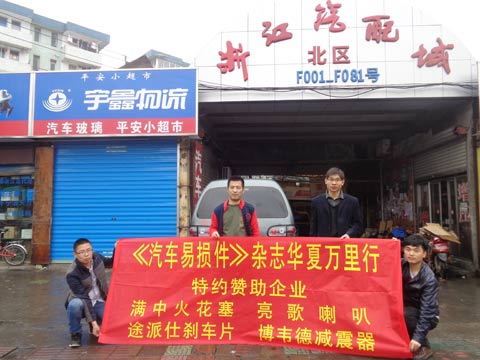 浙江汽配城
北区
F001_F081号
平安小超市
宇鑫物流
汽车玻璃 平安小超市
《汽车易损件》杂志华夏万里行
特约赞助企业
满中火花塞 亮歌喇叭
途派仕刹车片 博韦德减震器